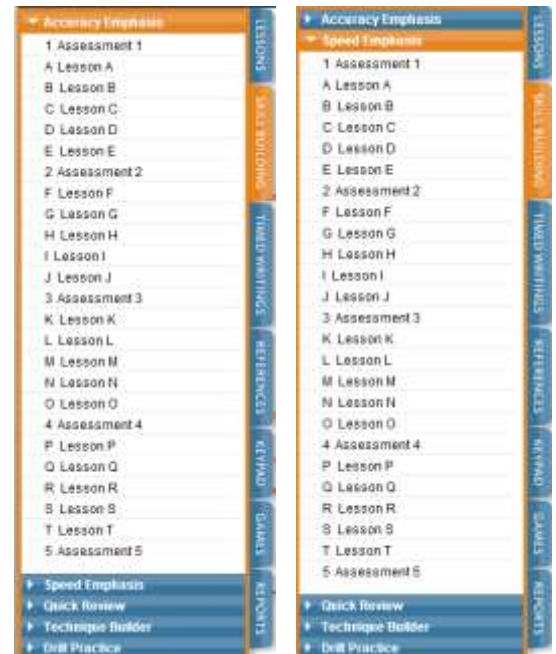 Accuracy Emphasis
1 Assessment 1
A Lesson A
B Lesson B
C Lesson C
D Lesson D
E Lesson E
2 Assessment 2
F Lesson F
G Lesson G
H Lesson H
I Lesson I
J Lesson J
3 Assessment 3
K Lesson K
L Lesson L
M Lesson M
N Lesson N
O Lesson O
4 Assessment 4
P Lesson P
Q Lesson Q
R Lesson R
S Lesson S
T Lesson T
5 Assessment 5
Speed Emphasis
Quick Review
Technique Builder
Drill Practice
LESSONS
SKILL BUILDING
TIMED WRITINGS
REFERENCES
KEYPAD
GAMES
REPORTS
Accuracy Emphasis
Speed Emphasis
1 Assessment 1
A Lesson A
B Lesson B
C Lesson C
D Lesson D
E Lesson E
2 Assessment 2
F Lesson F
G Lesson G
H Lesson H
I Lesson I
J Lesson J
3 Assessment 3
K Lesson K
L Lesson L
M Lesson M
N Lesson N
O Lesson O
4 Assessment 4
P Lesson P
Q Lesson Q
R Lesson R
S Lesson S
T Lesson T
5 Assessment 5
Quick Review
Technique Builder
Drill Practice
LESSONS
SKILL BUILDING
TIMED WRITINGS
REFERENCES
KEYPAD
GAMES
REPORTS